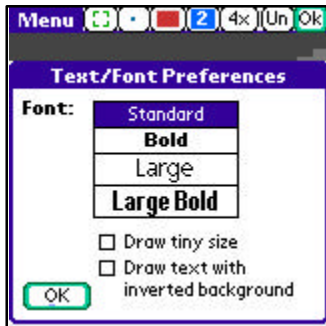 Menu 2 4x Un Ok
Text/Font Preferences
Font: Standard
Bold
Large
Large Bold
Draw tiny size
Draw text with
inverted background
OK